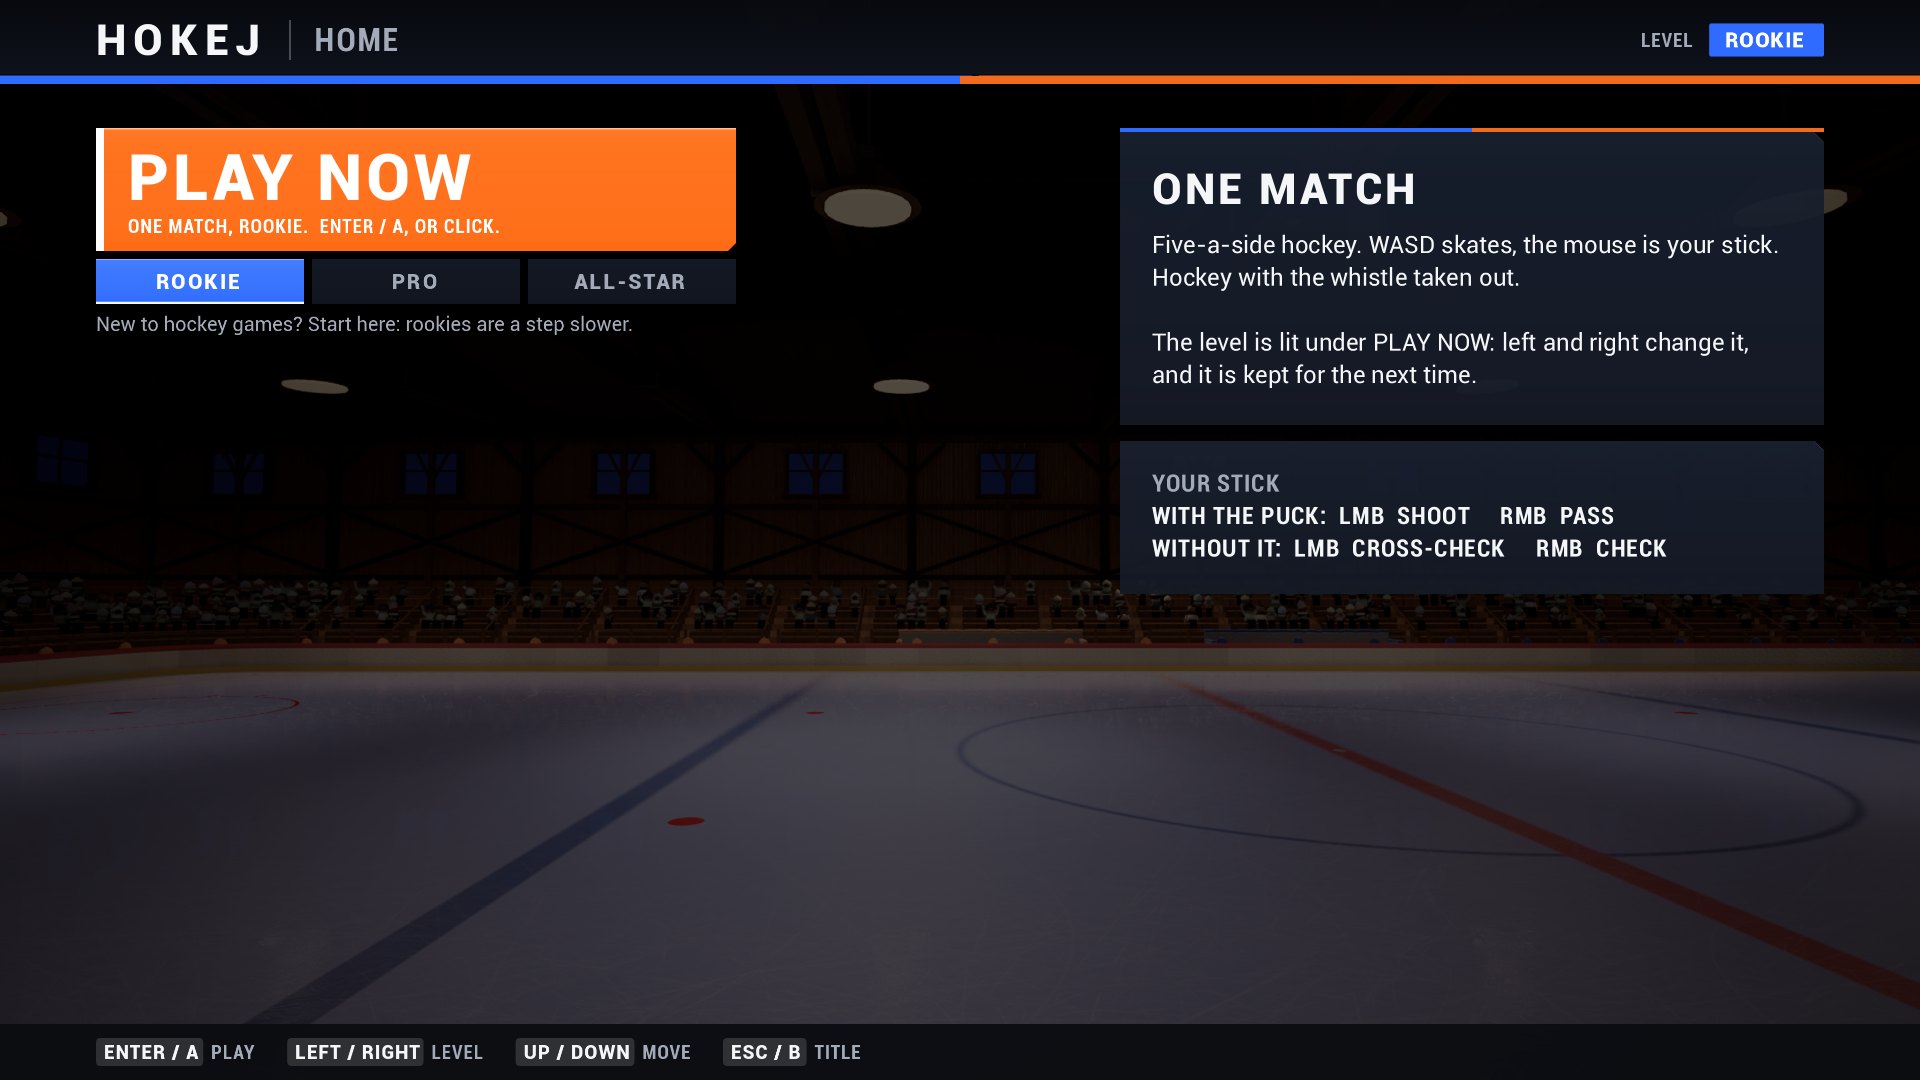 HOKEJ HOME
LEVEL ROOKIE
PLAY NOW
ONE MATCH, ROOKIE. ENTER / A, OR CLICK.
ROOKIE PRO ALL-STAR
New to hockey games? Start here: rookies are a step slower.
ONE MATCH
Five-a-side hockey. WASD skates, the mouse is your stick.
Hockey with the whistle taken out.
The level is lit under PLAY NOW: left and right change it,
and it is kept for the next time.
YOUR STICK
WITH THE PUCK: LMB SHOOT RMB PASS
WITHOUT IT: LMB CROSS-CHECK RMB CHECK
ENTER / A PLAY LEFT / RIGHT LEVEL UP / DOWN MOVE ESC / B TITLE